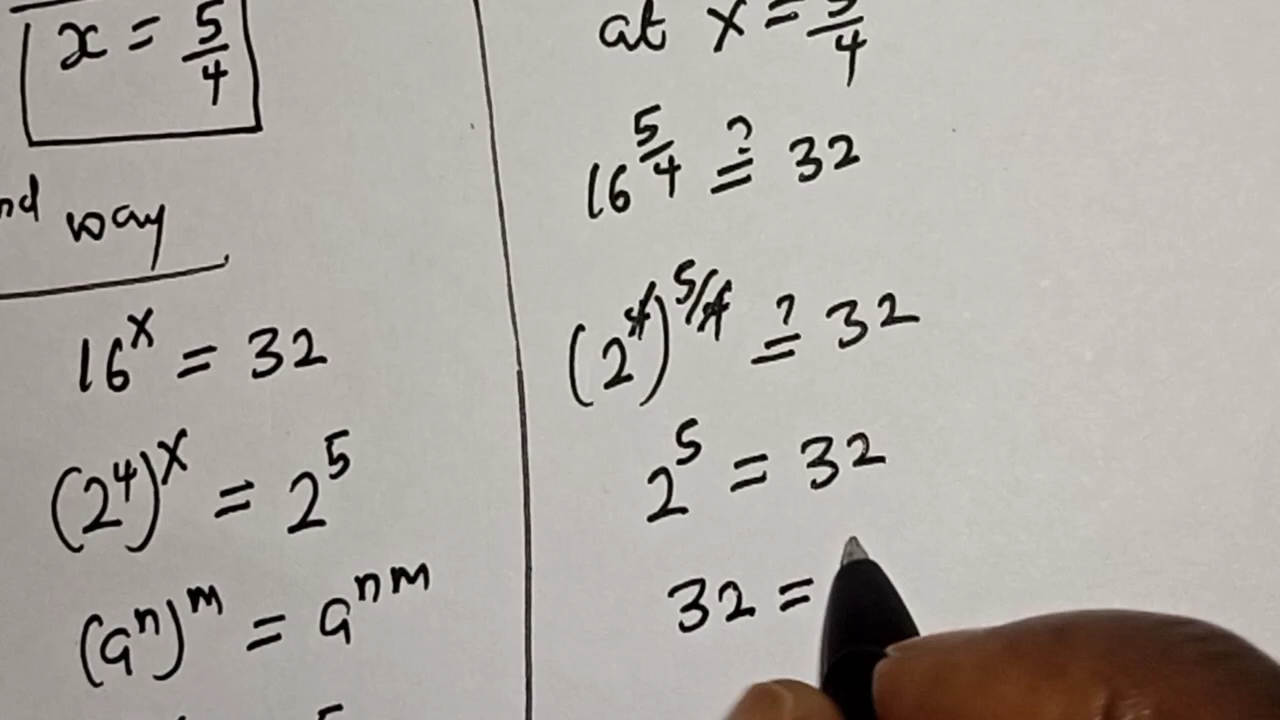 x = 5/4
nd way
16^x = 32
(2^4)^x = 2^5
(a^n)^m = a^nm
5
at x = 5/4
16^5/4 ≟ 32
(2^4)^5/4 ≟ 32
2^5 = 32
32 =